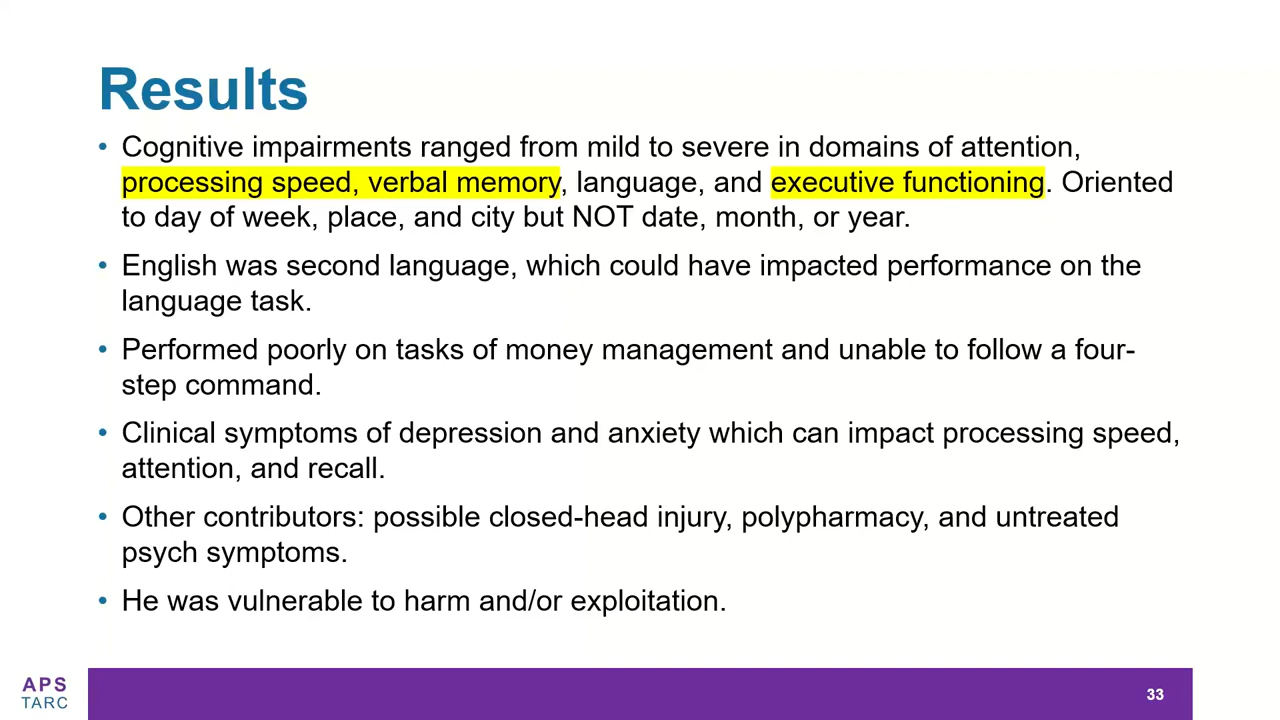 Results
• Cognitive impairments ranged from mild to severe in domains of attention,
processing speed, verbal memory, language, and executive functioning. Oriented
to day of week, place, and city but NOT date, month, or year.
• English was second language, which could have impacted performance on the
language task.
• Performed poorly on tasks of money management and unable to follow a four-
step command.
• Clinical symptoms of depression and anxiety which can impact processing speed,
attention, and recall.
• Other contributors: possible closed-head injury, polypharmacy, and untreated
psych symptoms.
• He was vulnerable to harm and/or exploitation.
APS
TARC
33